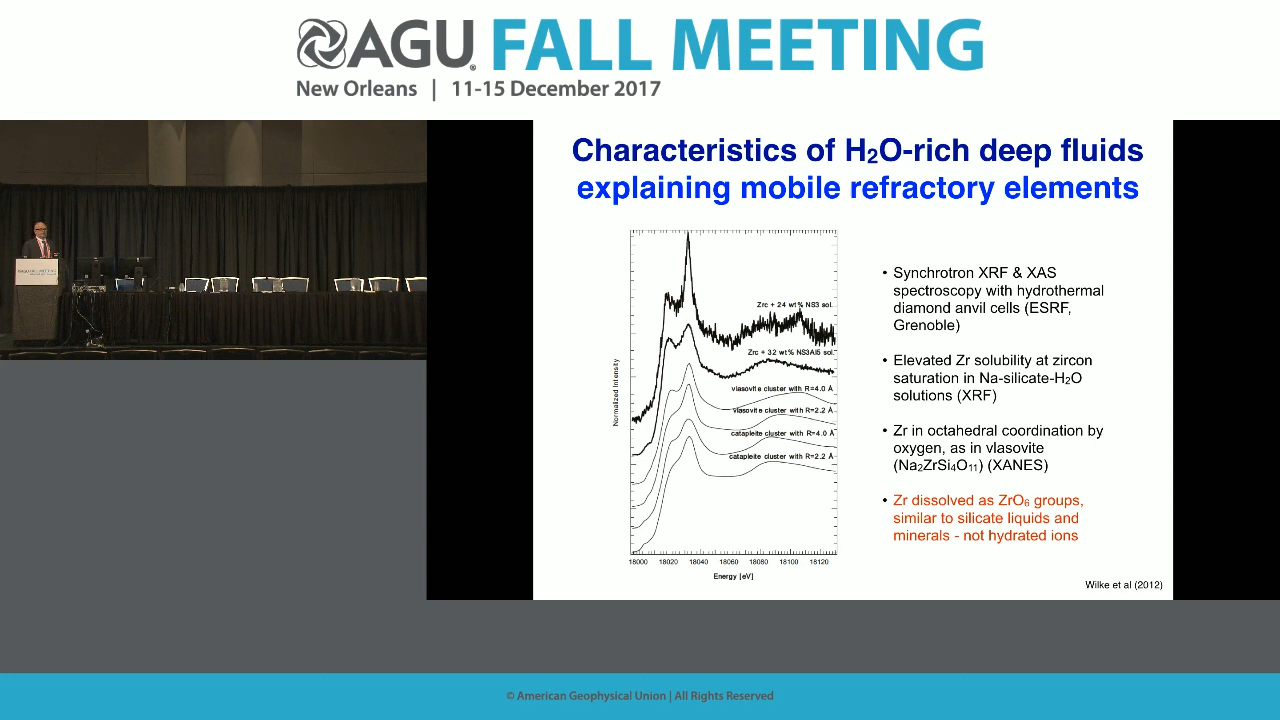 AGU FALL MEETING
New Orleans | 11-15 December 2017
AGU FALL MEETING
Characteristics of H₂O-rich deep fluids
explaining mobile refractory elements
Normalized Intensity
Zrc + 24 wt% NS3 sol.
Zrc + 32 wt% NS3Al5 sol.
vlasovite cluster with R=4.0 Å
vlasovite cluster with R=2.2 Å
catapleite cluster with R=4.0 Å
catapleite cluster with R=2.2 Å
18000 18020 18040 18060 18080 18100 18120
Energy [eV]
• Synchrotron XRF & XAS
spectroscopy with hydrothermal
diamond anvil cells (ESRF,
Grenoble)
• Elevated Zr solubility at zircon
saturation in Na-silicate-H₂O
solutions (XRF)
• Zr in octahedral coordination by
oxygen, as in vlasovite
(Na₂ZrSi₄O₁₁) (XANES)
• Zr dissolved as ZrO₆ groups,
similar to silicate liquids and
minerals - not hydrated ions
Wilke et al (2012)
© American Geophysical Union | All Rights Reserved